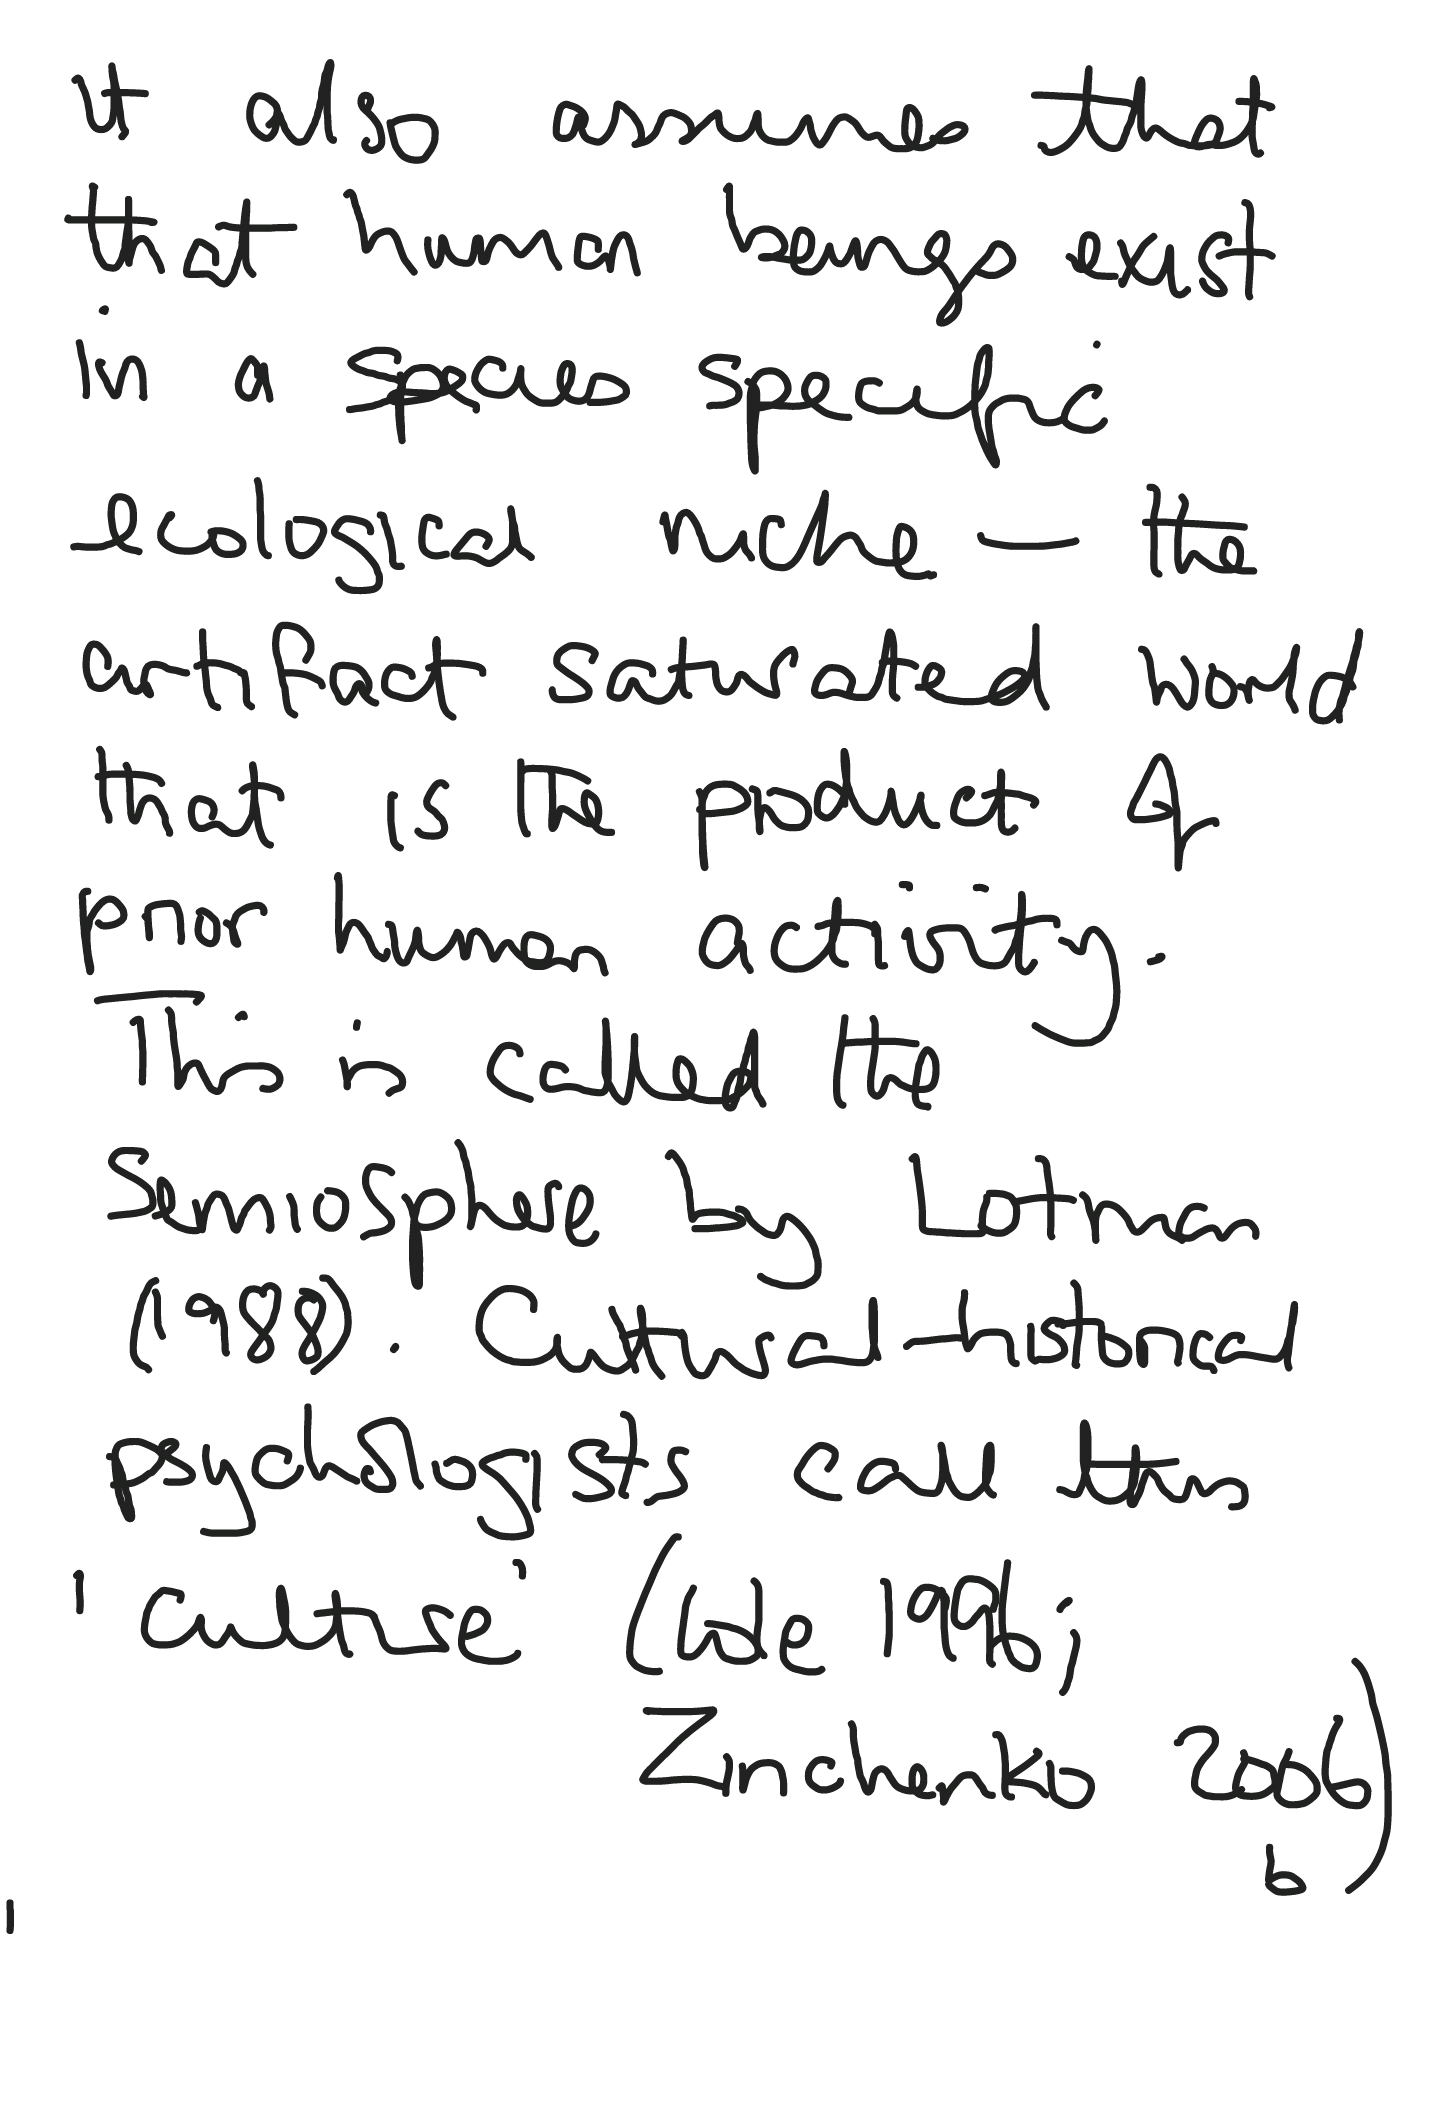 it also assumes that
that human beings exist
in a species specific
ecological niche — the
artifact saturated world
that is the product of
prior human activity.
This is called the
Semiosphere by Lotman
(1988). Cultural-historical
psychologists call this
'Culture' (Cole 1996;
Zinchenko 2006)
b